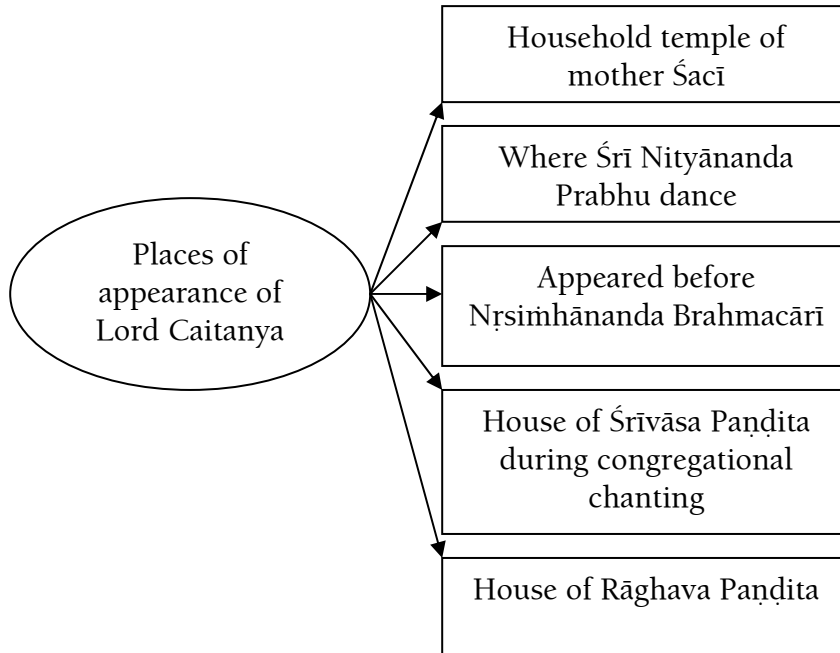 Household temple of
mother Śacī
Where Śrī Nityānanda
Prabhu dance
Places of
appearance of
Lord Caitanya
Appeared before
Nṛsiṁhānanda Brahmacārī
House of Śrīvāsa Paṇḍita
during congregational
chanting
House of Rāghava Paṇḍita